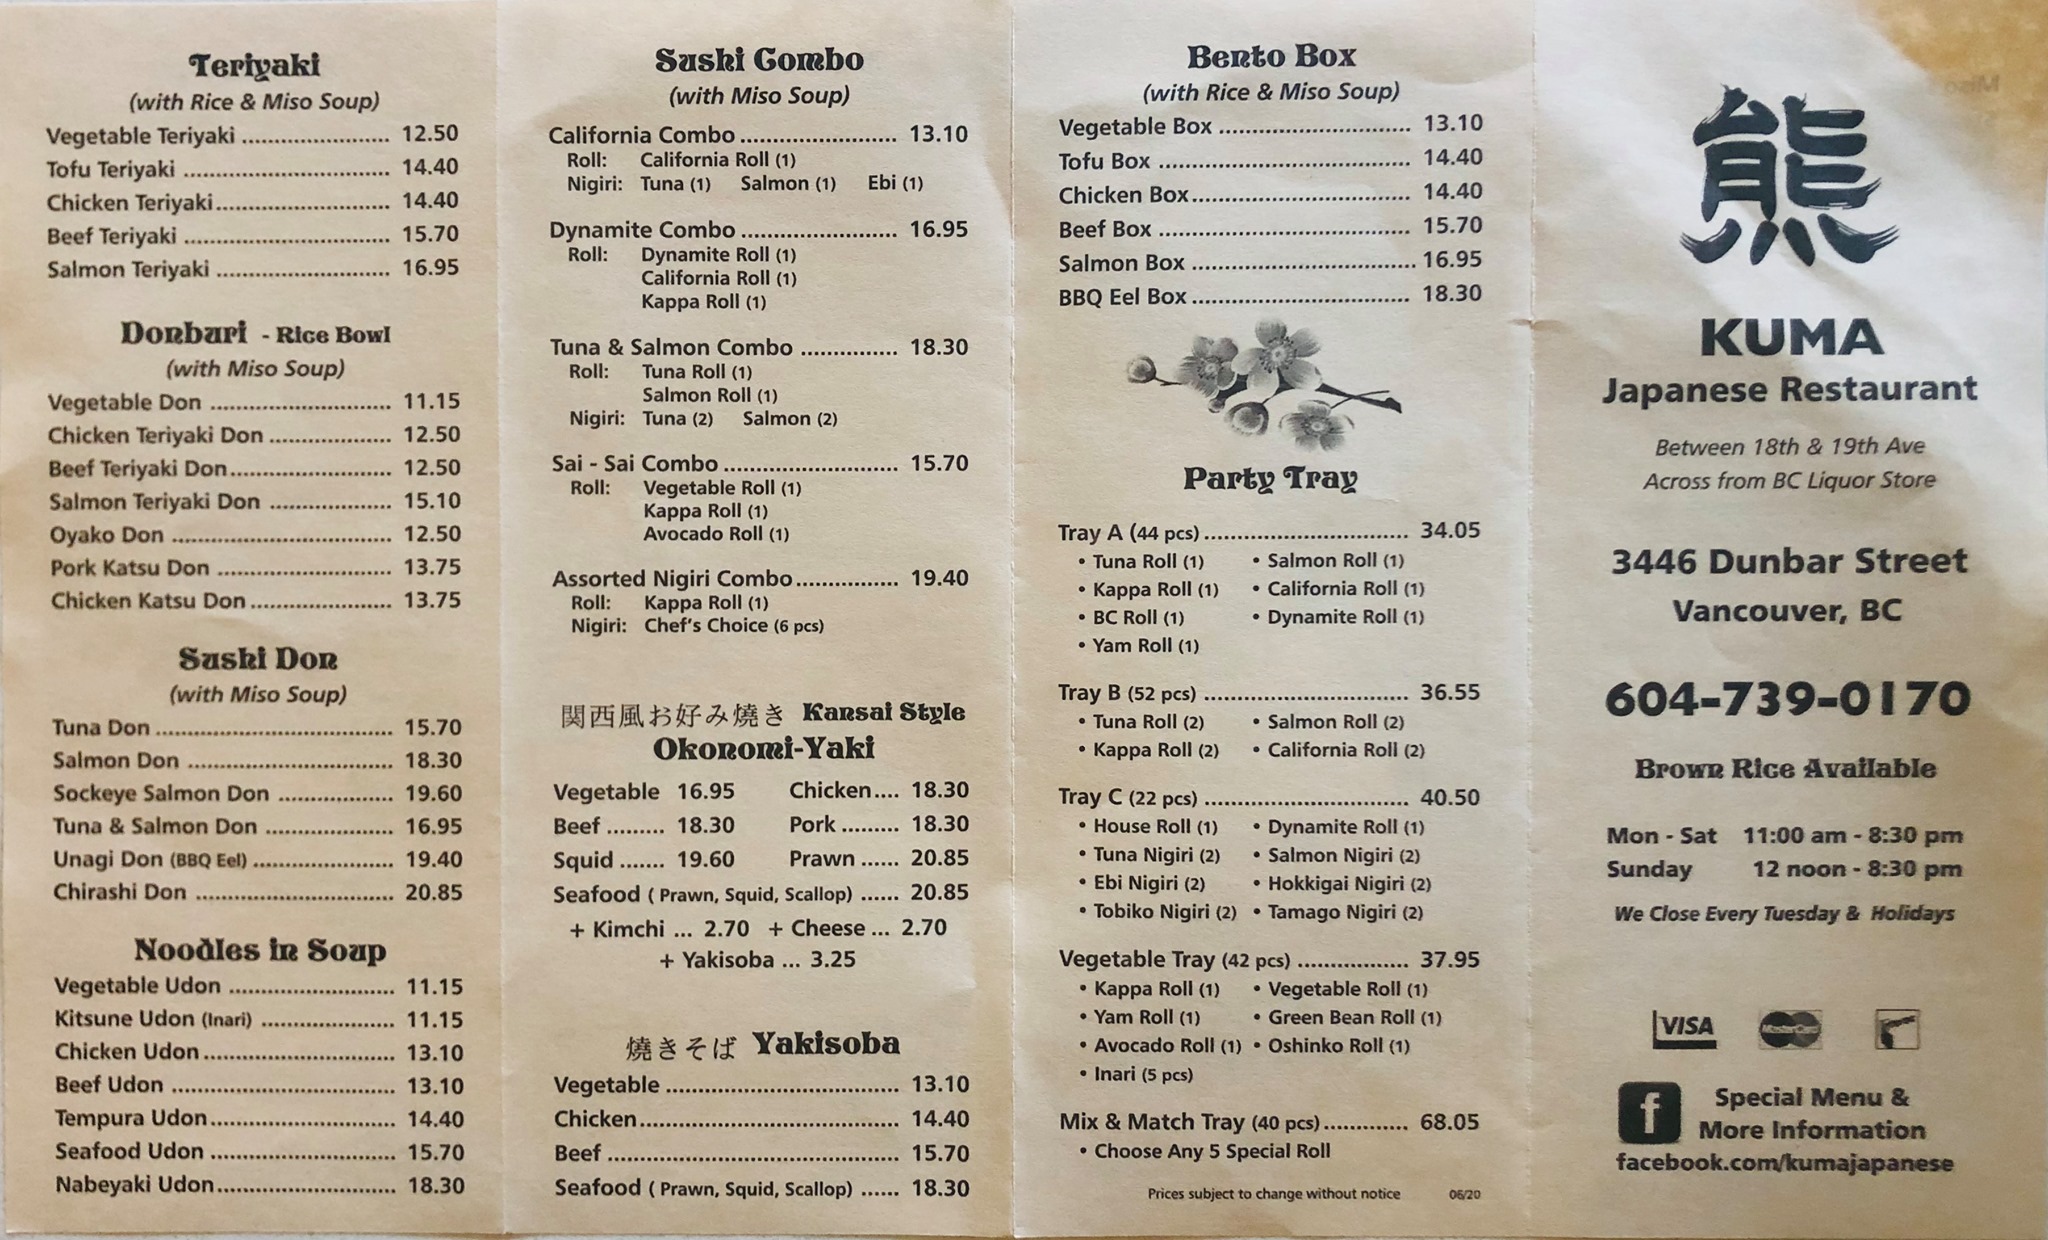 Teriyaki
(with Rice & Miso Soup)
Vegetable Teriyaki ........................ 12.50
Tofu Teriyaki ................................. 14.40
Chicken Teriyaki............................ 14.40
Beef Teriyaki ................................. 15.70
Salmon Teriyaki ............................ 16.95
Donburi - Rice Bowl
(with Miso Soup)
Vegetable Don ............................. 11.15
Chicken Teriyaki Don .................... 12.50
Beef Teriyaki Don.......................... 12.50
Salmon Teriyaki Don .................... 15.10
Oyako Don ................................... 12.50
Pork Katsu Don ............................ 13.75
Chicken Katsu Don ....................... 13.75
Sushi Don
(with Miso Soup)
Tuna Don ...................................... 15.70
Salmon Don ................................. 18.30
Sockeye Salmon Don ................... 19.60
Tuna & Salmon Don ..................... 16.95
Unagi Don (BBQ Eel) ....................... 19.40
Chirashi Don ................................ 20.85
Noodles in Soup
Vegetable Udon ........................... 11.15
Kitsune Udon (Inari) ...................... 11.15
Chicken Udon ............................... 13.10
Beef Udon .................................... 13.10
Tempura Udon.............................. 14.40
Seafood Udon .............................. 15.70
Nabeyaki Udon............................. 18.30
Sushi Combo
(with Miso Soup)
California Combo ......................... 13.10
Roll: California Roll (1)
Nigiri: Tuna (1) Salmon (1) Ebi (1)
Dynamite Combo ......................... 16.95
Roll: Dynamite Roll (1)
California Roll (1)
Kappa Roll (1)
Tuna & Salmon Combo ............... 18.30
Roll: Tuna Roll (1)
Salmon Roll (1)
Nigiri: Tuna (2) Salmon (2)
Sai - Sai Combo ............................ 15.70
Roll: Vegetable Roll (1)
Kappa Roll (1)
Avocado Roll (1)
Assorted Nigiri Combo................ 19.40
Roll: Kappa Roll (1)
Nigiri: Chef's Choice (6 pcs)
関西風お好み焼き Kansai Style
Okonomi-Yaki
Vegetable 16.95 Chicken.... 18.30
Beef ......... 18.30 Pork ......... 18.30
Squid ....... 19.60 Prawn ...... 20.85
Seafood ( Prawn, Squid, Scallop) ...... 20.85
+ Kimchi ... 2.70 + Cheese ... 2.70
+ Yakisoba ... 3.25
焼きそば Yakisoba
Vegetable ..................................... 13.10
Chicken......................................... 14.40
Beef .............................................. 15.70
Seafood ( Prawn, Squid, Scallop) ...... 18.30
Bento Box
(with Rice & Miso Soup)
Vegetable Box .............................. 13.10
Tofu Box ....................................... 14.40
Chicken Box.................................. 14.40
Beef Box ....................................... 15.70
Salmon Box ................................... 16.95
BBQ Eel Box .................................. 18.30
Party Tray
Tray A (44 pcs) ................................ 34.05
• Tuna Roll (1) • Salmon Roll (1)
• Kappa Roll (1) • California Roll (1)
• BC Roll (1) • Dynamite Roll (1)
• Yam Roll (1)
Tray B (52 pcs) ................................ 36.55
• Tuna Roll (2) • Salmon Roll (2)
• Kappa Roll (2) • California Roll (2)
Tray C (22 pcs) ................................ 40.50
• House Roll (1) • Dynamite Roll (1)
• Tuna Nigiri (2) • Salmon Nigiri (2)
• Ebi Nigiri (2) • Hokkigai Nigiri (2)
• Tobiko Nigiri (2) • Tamago Nigiri (2)
Vegetable Tray (42 pcs) ................. 37.95
• Kappa Roll (1) • Vegetable Roll (1)
• Yam Roll (1) • Green Bean Roll (1)
• Avocado Roll (1) • Oshinko Roll (1)
• Inari (5 pcs)
Mix & Match Tray (40 pcs)............. 68.05
• Choose Any 5 Special Roll
Prices subject to change without notice 06/20
熊
KUMA
Japanese Restaurant
Between 18th & 19th Ave
Across from BC Liquor Store
3446 Dunbar Street
Vancouver, BC
604-739-0170
Brown Rice Available
Mon - Sat 11:00 am - 8:30 pm
Sunday 12 noon - 8:30 pm
We Close Every Tuesday & Holidays
VISA MasterCard
f Special Menu &
More Information
facebook.com/kumajapanese